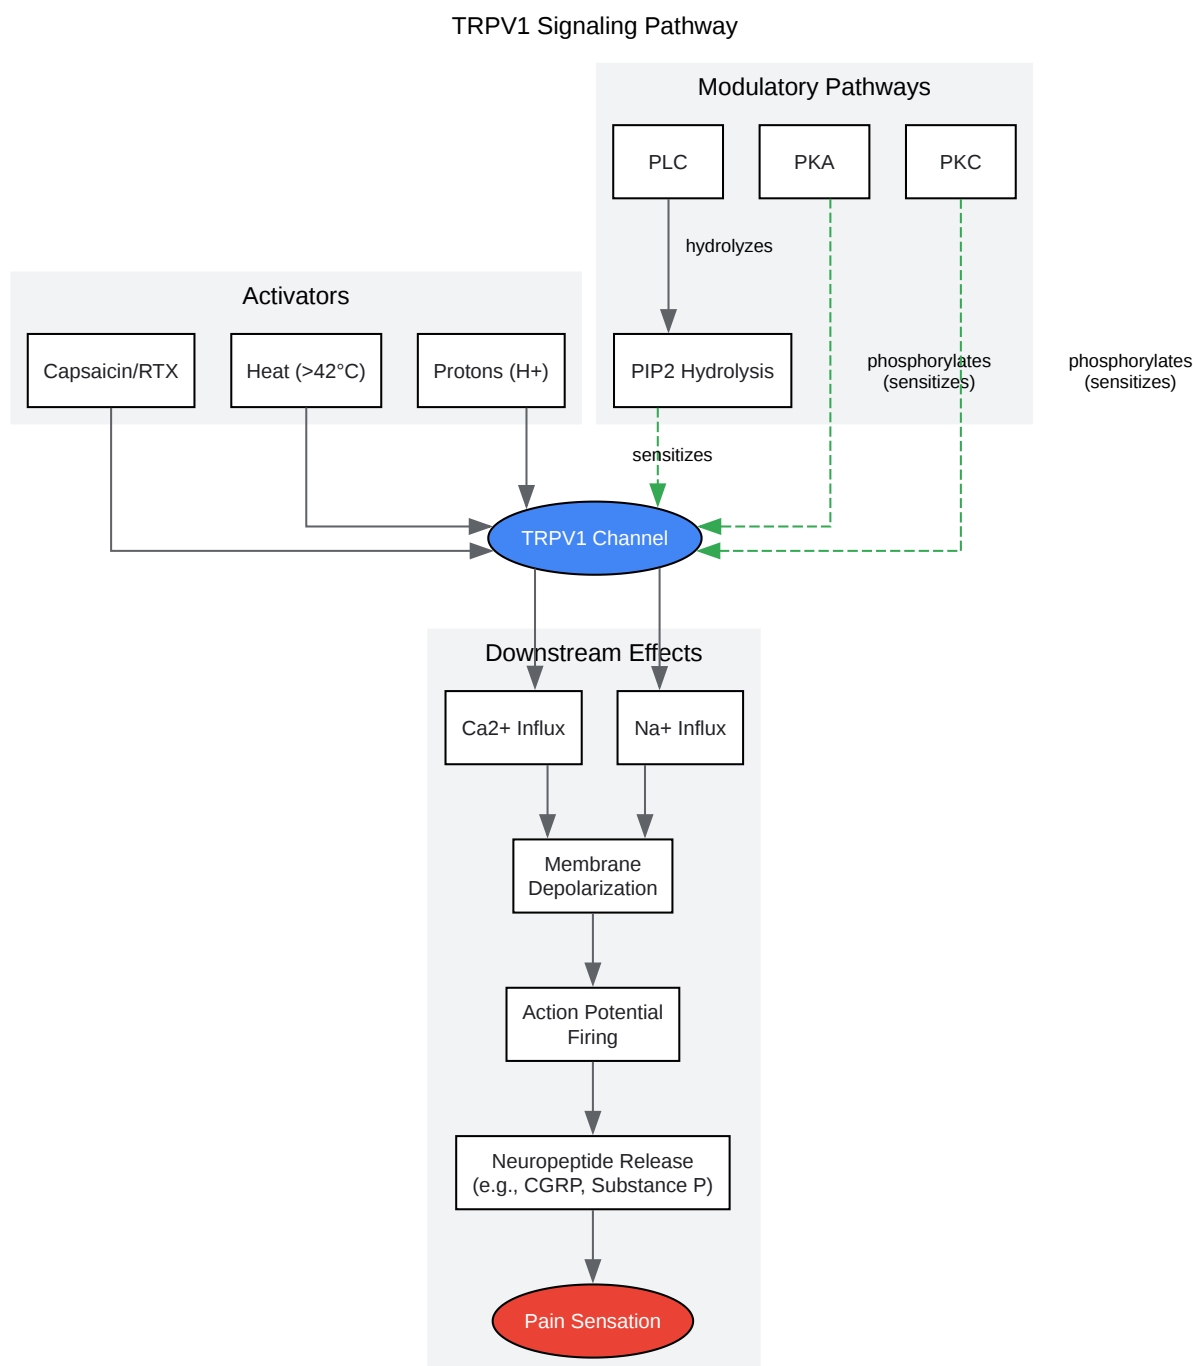 TRPV1 Signaling Pathway
Modulatory Pathways
PLC
PKA
PKC
hydrolyzes
Activators
Capsaicin/RTX
Heat (>42°C)
Protons (H+)
PIP2 Hydrolysis
phosphorylates
(sensitizes)
phosphorylates
(sensitizes)
sensitizes
TRPV1 Channel
Downstream Effects
Ca2+ Influx
Na+ Influx
Membrane
Depolarization
Action Potential
Firing
Neuropeptide Release
(e.g., CGRP, Substance P)
Pain Sensation